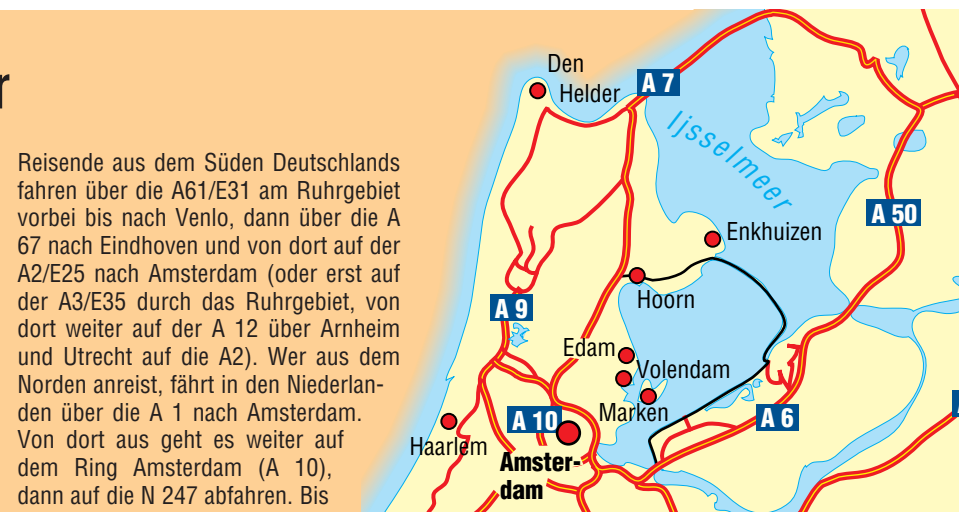 r
Reisende aus dem Süden Deutschlands
fahren über die A61/E31 am Ruhrgebiet
vorbei bis nach Venlo, dann über die A
67 nach Eindhoven und von dort auf der
A2/E25 nach Amsterdam (oder erst auf
der A3/E35 durch das Ruhrgebiet, von
dort weiter auf der A 12 über Arnheim
und Utrecht auf die A2). Wer aus dem
Norden anreist, fährt in den Niederlan-
den über die A 1 nach Amsterdam.
Von dort aus geht es weiter auf
dem Ring Amsterdam (A 10),
dann auf die N 247 abfahren. Bis
Den
Helder
A 7
Ijsselmeer
A 50
Enkhuizen
Hoorn
A 9
Edam
Volendam
Marken
A 10
A 6
Haarlem
Amster-
dam